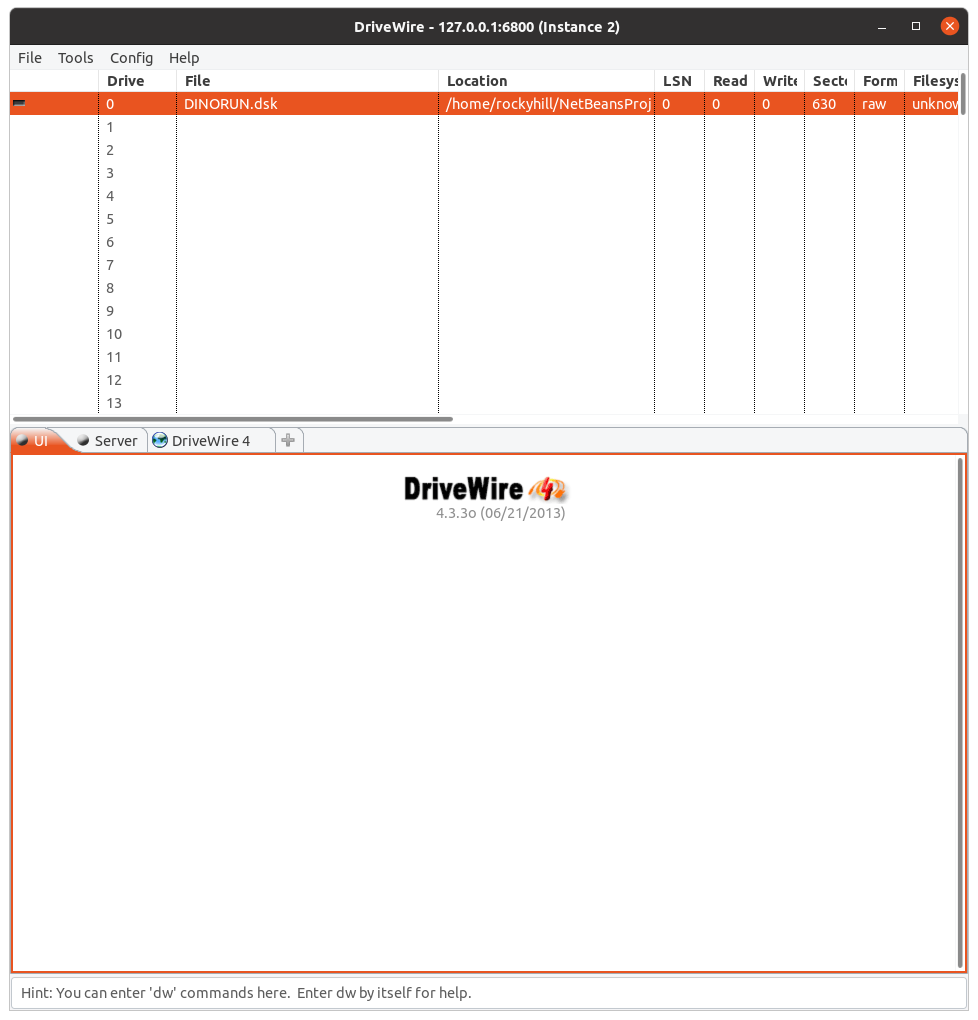 DriveWire - 127.0.0.1:6800 (Instance 2)
File Tools Config Help
Drive File Location LSN Read Write Secto Form Filesys
0 DINORUN.dsk /home/rockyhill/NetBeansProj 0 0 0 630 raw unknow
1
2
3
4
5
6
7
8
9
10
11
12
13
UI Server DriveWire 4
DriveWire 4
4.3.3o (06/21/2013)
Hint: You can enter 'dw' commands here. Enter dw by itself for help.